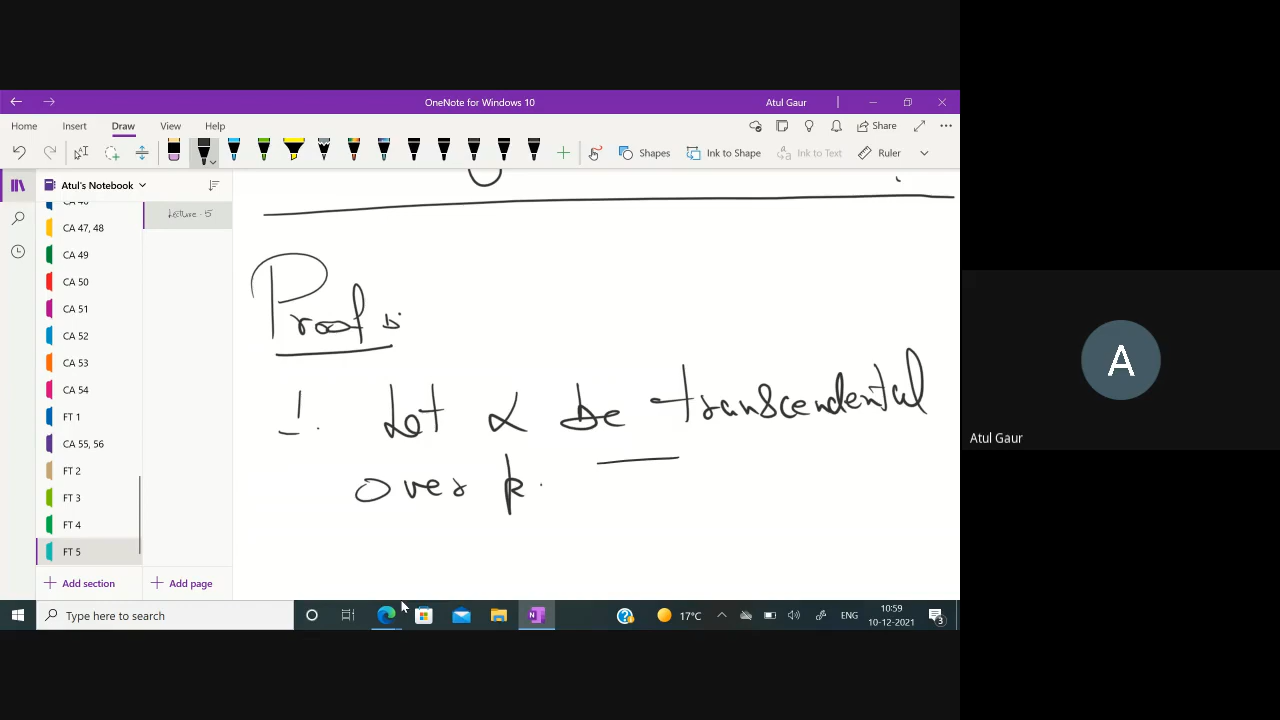 OneNote for Windows 10
Atul Gaur
Home Insert Draw View Help
Share
Shapes Ink to Shape Ink to Text Ruler
Atul's Notebook
CA 46
CA 47, 48
CA 49
CA 50
CA 51
CA 52
CA 53
CA 54
FT 1
CA 55, 56
FT 2
FT 3
FT 4
FT 5
Add section
Add page
Lecture - 5
Proof :
1. Let α be transcendental
over k.
A
Atul Gaur
Type here to search
17°C
ENG
10:59
10-12-2021
3